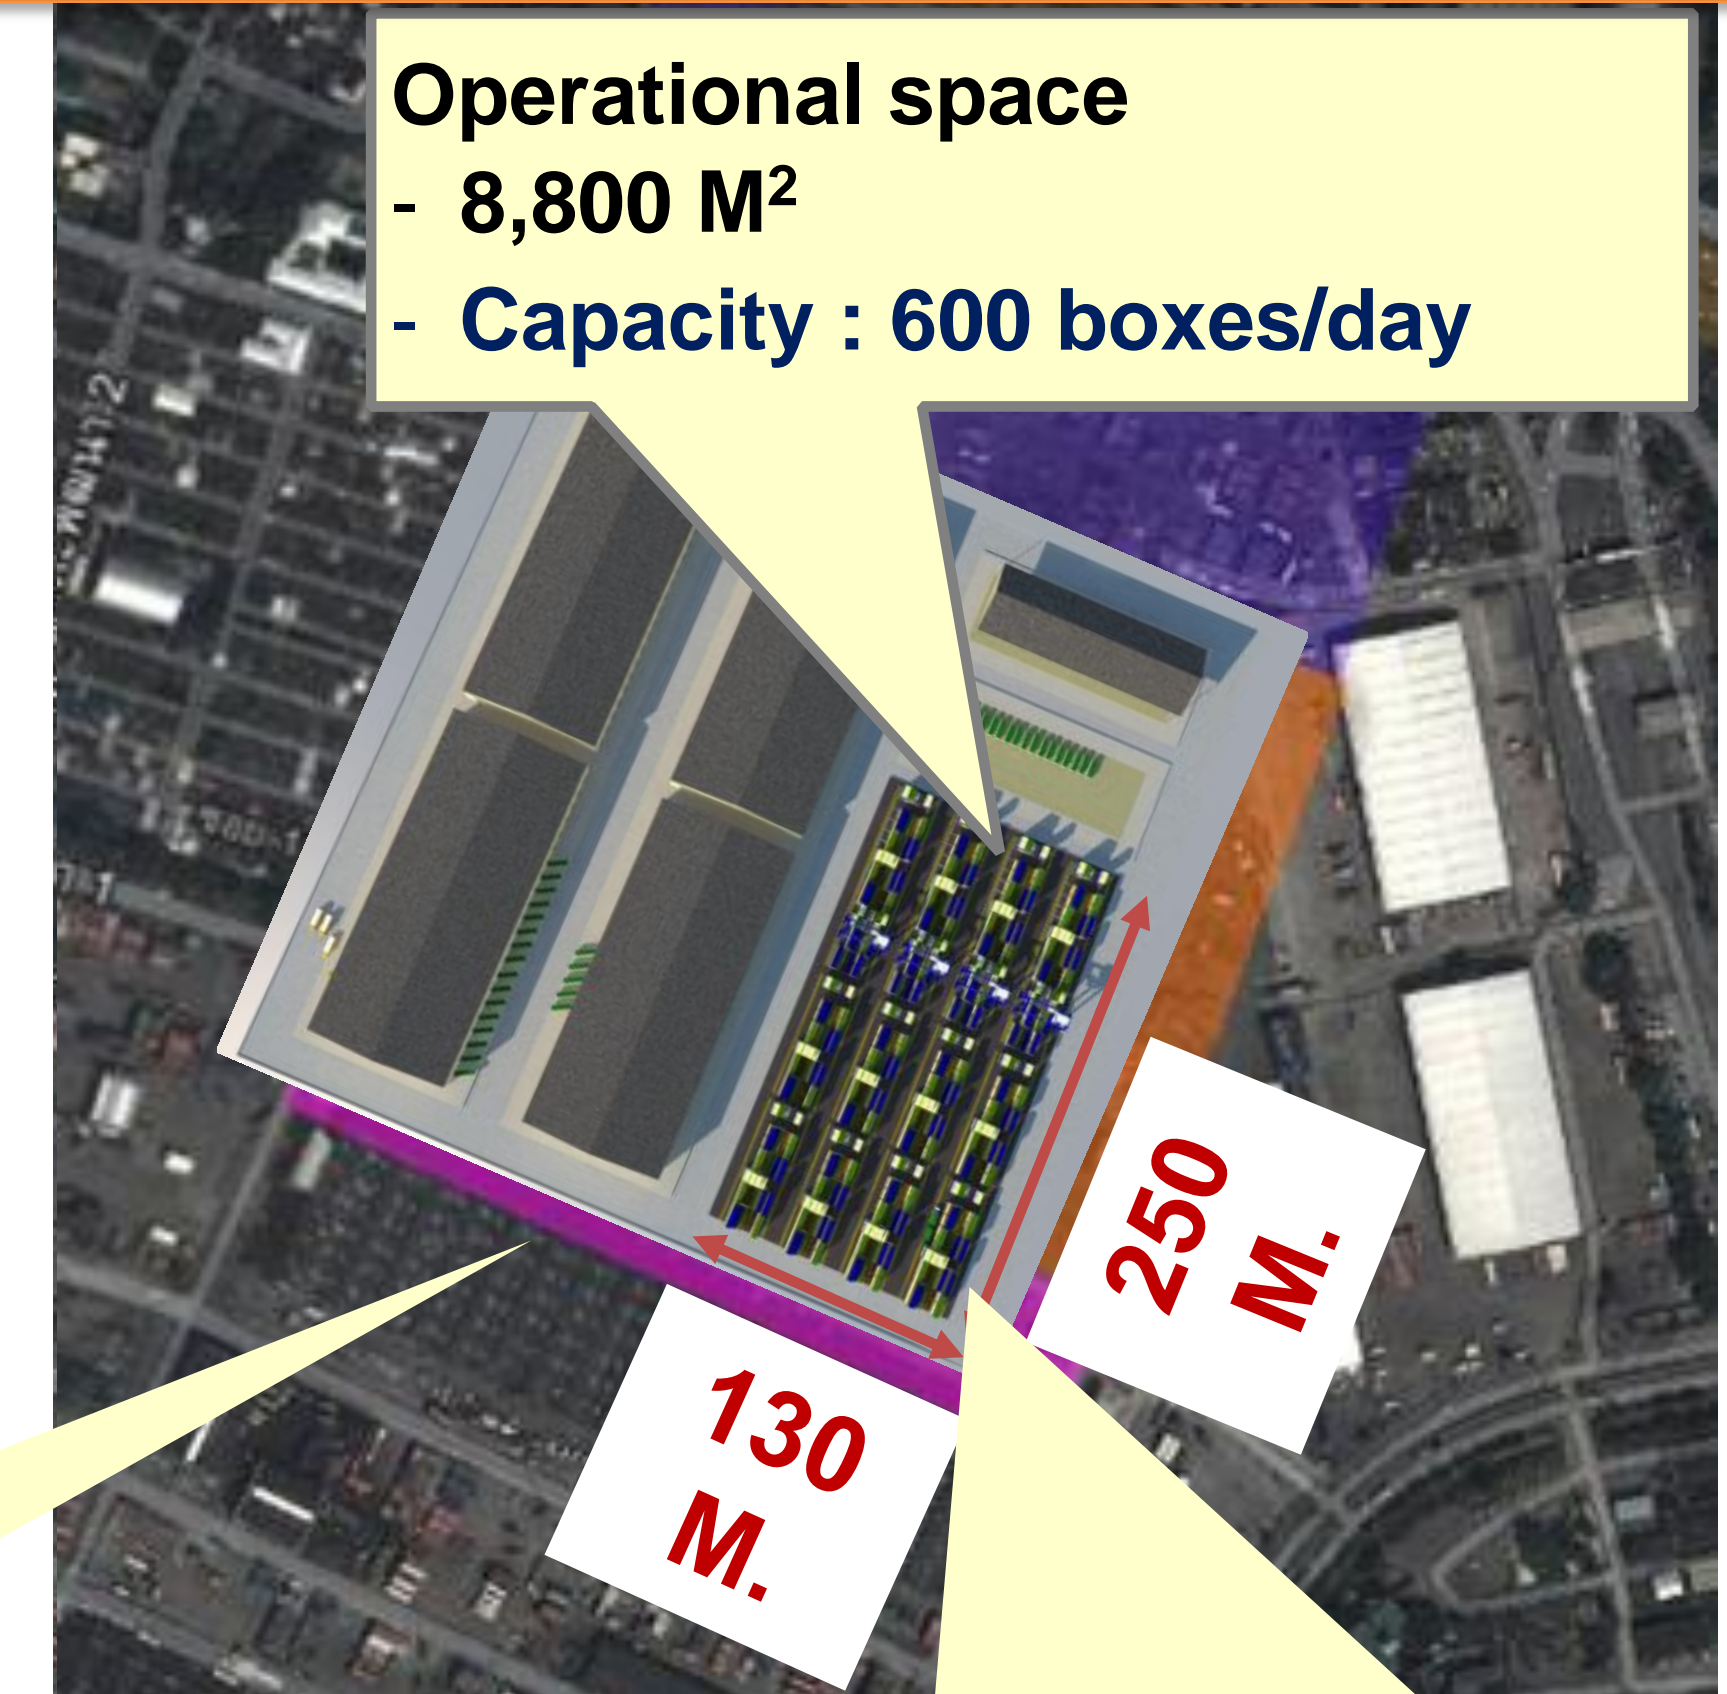 Operational space
- 8,800 M²
- Capacity : 600 boxes/day
250
M.
130
M.